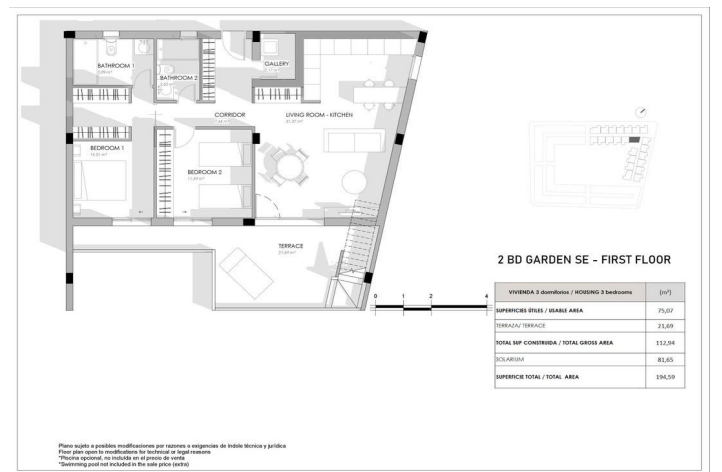 BATHROOM 1
BATHROOM 2
GALLERY
CORRIDOR
LIVING ROOM - KITCHEN
BEDROOM 1
BEDROOM 2
TERRACE
21,69 m²
0 1 2 4
2 BD GARDEN SE - FIRST FLOOR
VIVIENDA 3 dormitorios / HOUSING 3 bedrooms (m²)
SUPERFICIES ÚTILES / USABLE AREA 75,07
TERRAZA/ TERRACE 21,69
TOTAL SUP CONSTRUIDA / TOTAL GROSS AREA 112,94
SOLARIUM 81,65
SUPERFICIE TOTAL / TOTAL AREA 194,59
Plano sujeto a posibles modificaciones por razones o exigencias de índole técnica y jurídica
Floor plan open to modifications for technical or legal reasons
*Piscina opcional, no incluida en el precio de venta
*Swimming pool not included in the sale price (extra)